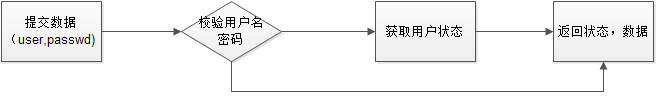 提交数据
（user,passwd)
校验用户名
密码
获取用户状态
返回状态，数据